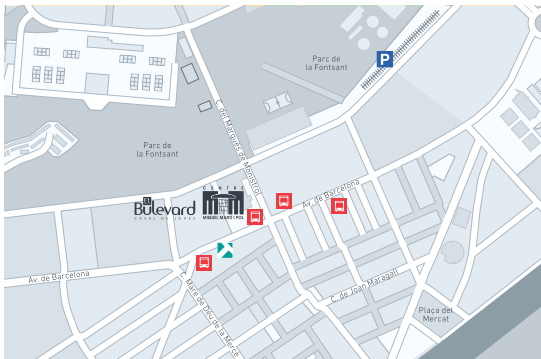 Parc de
la Fontsant
P
C. del Marquès de Monistrol
Parc de
la Fontsant
CENTRE
MIQUEL MARTÍ I POL
EL
Bulevard
CASAL DE JOVES
Av. de Barcelona
Av. de Barcelona
C. Mare de Déu de la Mercè
C. de Joan Maragall
Plaça del
Mercat